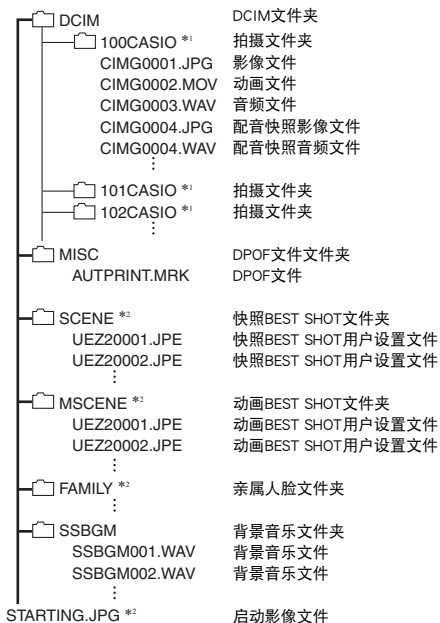 DCIM DCIM文件夹
100CASIO *1 拍摄文件夹
CIMG0001.JPG 影像文件
CIMG0002.MOV 动画文件
CIMG0003.WAV 音频文件
CIMG0004.JPG 配音快照影像文件
CIMG0004.WAV 配音快照音频文件
101CASIO *1 拍摄文件夹
102CASIO *1 拍摄文件夹
MISC DPOF文件文件夹
AUTPRINT.MRK DPOF文件
SCENE *2 快照BEST SHOT文件夹
UEZ20001.JPE 快照BEST SHOT用户设置文件
UEZ20002.JPE 快照BEST SHOT用户设置文件
MSCENE *2 动画BEST SHOT文件夹
UEZ20001.JPE 动画BEST SHOT用户设置文件
UEZ20002.JPE 动画BEST SHOT用户设置文件
FAMILY *2 亲属人脸文件夹
SSBGM 背景音乐文件夹
SSBGM001.WAV 背景音乐文件
SSBGM002.WAV 背景音乐文件
STARTING.JPG *2 启动影像文件